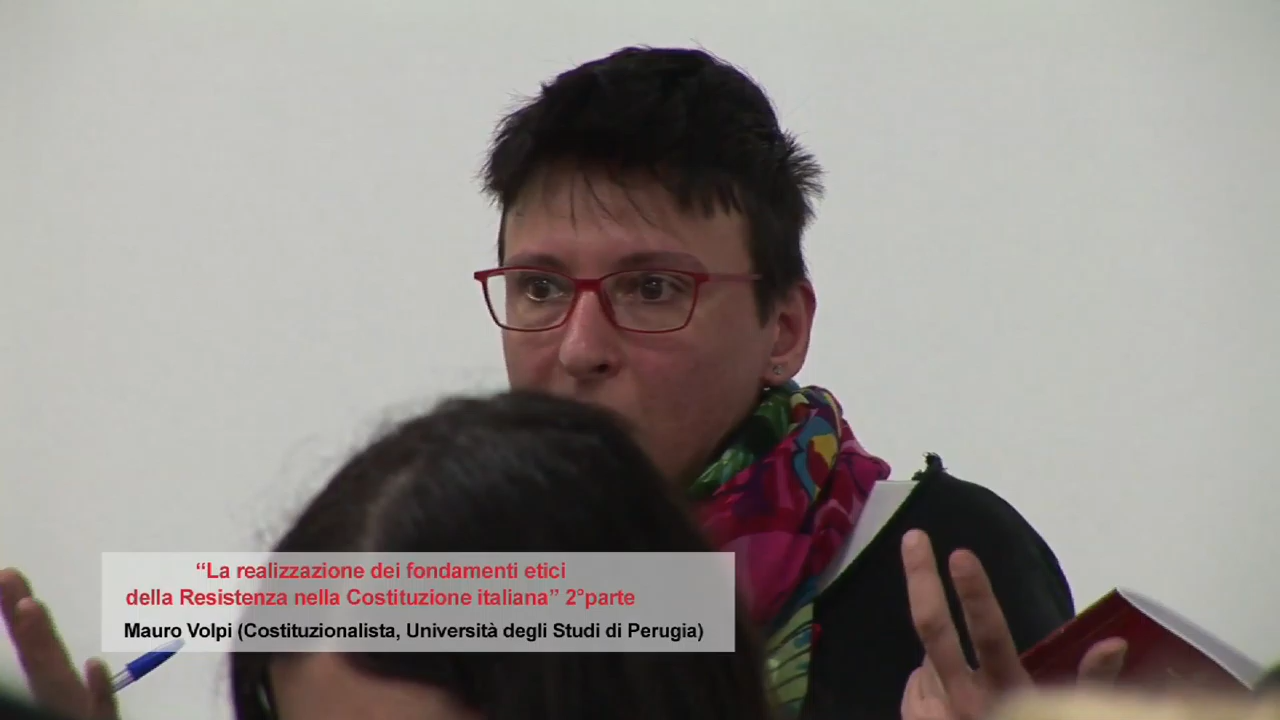 “La realizzazione dei fondamenti etici
della Resistenza nella Costituzione italiana” 2°parte
Mauro Volpi (Costituzionalista, Università degli Studi di Perugia)